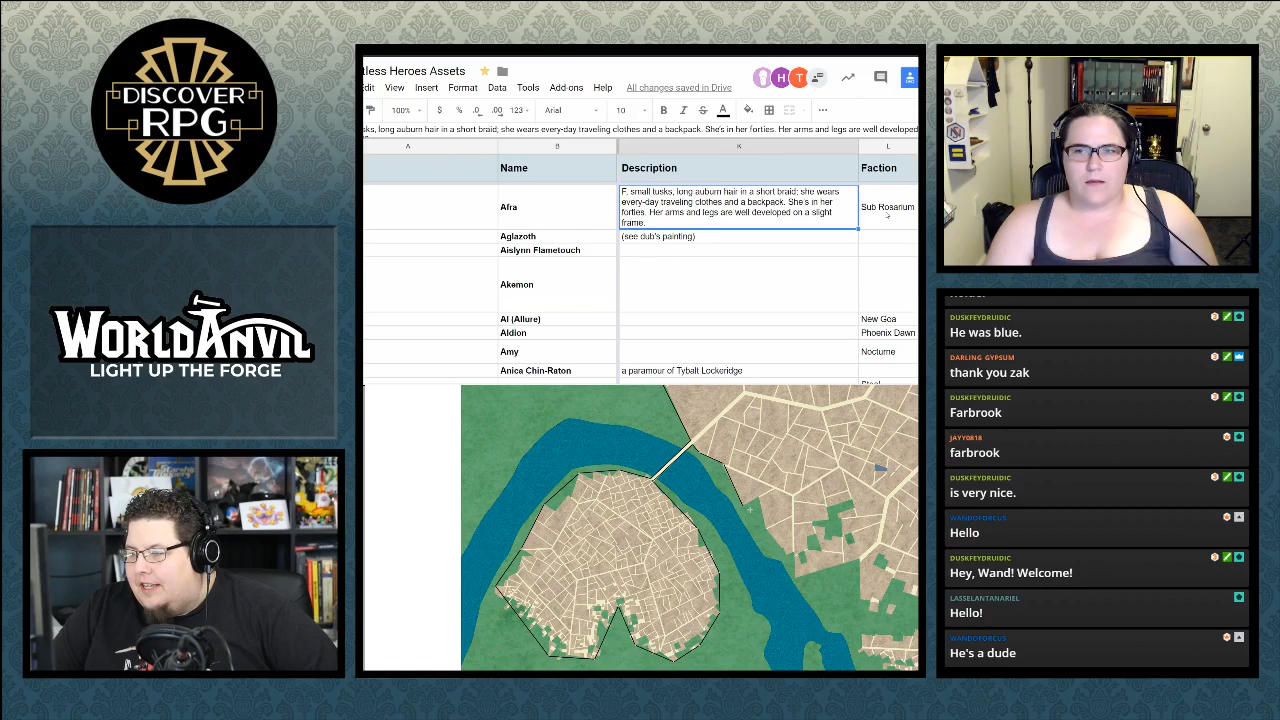 DISCOVER
RPG
WORLDANVIL
LIGHT UP THE FORGE
less Heroes Assets
dit View Insert Format Data Tools Add-ons Help All changes saved in Drive
100% $ % .0 .00 123 Arial 10 B I S A
sks, long auburn hair in a short braid; she wears every-day traveling clothes and a backpack. She's in her forties. Her arms and legs are well developed
A B K L
Name Description Faction
Afra
F, small tusks, long auburn hair in a short braid; she wears
every-day traveling clothes and a backpack. She's in her
forties. Her arms and legs are well developed on a slight
frame.
Sub Rosarium
Aglazoth (see dub's painting)
Aislynn Flametouch
Akemon
Al (Allure) New Goa
Aldion Phoenix Dawn
Amy Nocturne
Anica Chin-Raton a paramour of Tybalt Lockeridge
H T
DUSKFEYDRUIDIC
He was blue.
DARLING GYPSUM
thank you zak
DUSKFEYDRUIDIC
Farbrook
JAYY0818
farbrook
DUSKFEYDRUIDIC
is very nice.
WANDOFORCUS
Hello
DUSKFEYDRUIDIC
Hey, Wand! Welcome!
LASSELANTANARIEL
Hello!
WANDOFORCUS
He's a dude